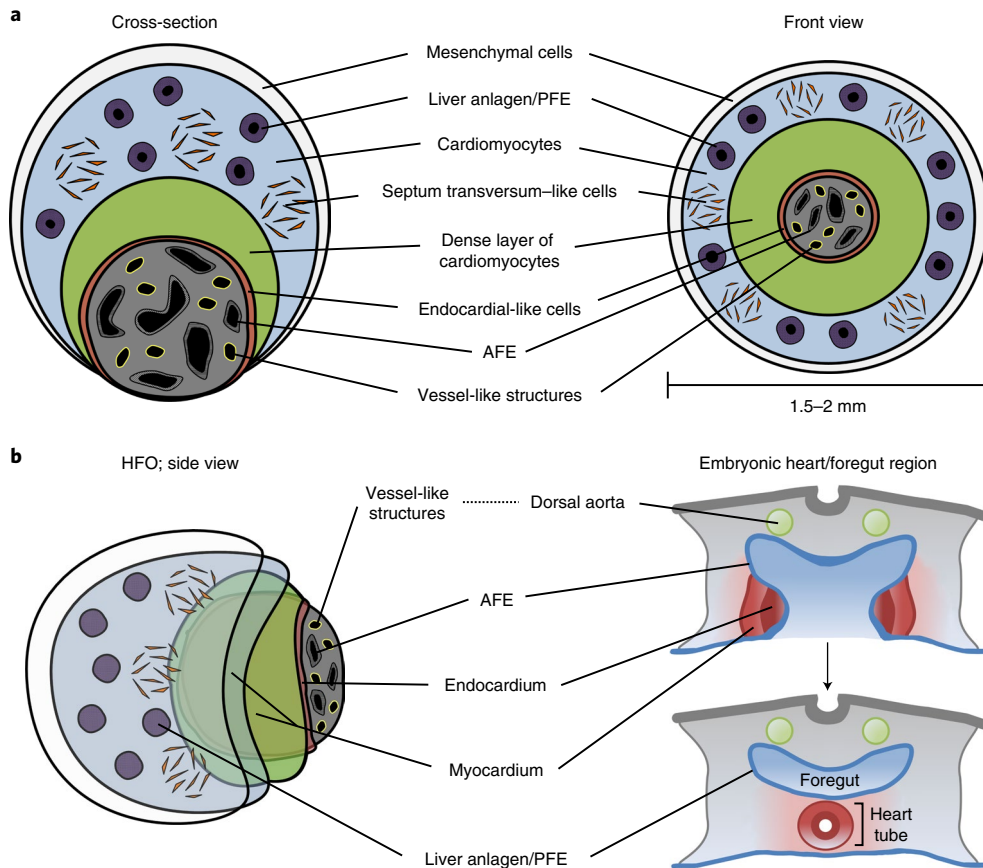 a
Cross-section
Front view
Mesenchymal cells
Liver anlagen/PFE
Cardiomyocytes
Septum transversum–like cells
Dense layer of
cardiomyocytes
Endocardial-like cells
AFE
Vessel-like structures
1.5–2 mm
b
HFO; side view
Embryonic heart/foregut region
Vessel-like
structures
Dorsal aorta
AFE
Endocardium
Myocardium
Foregut
Heart
tube
Liver anlagen/PFE